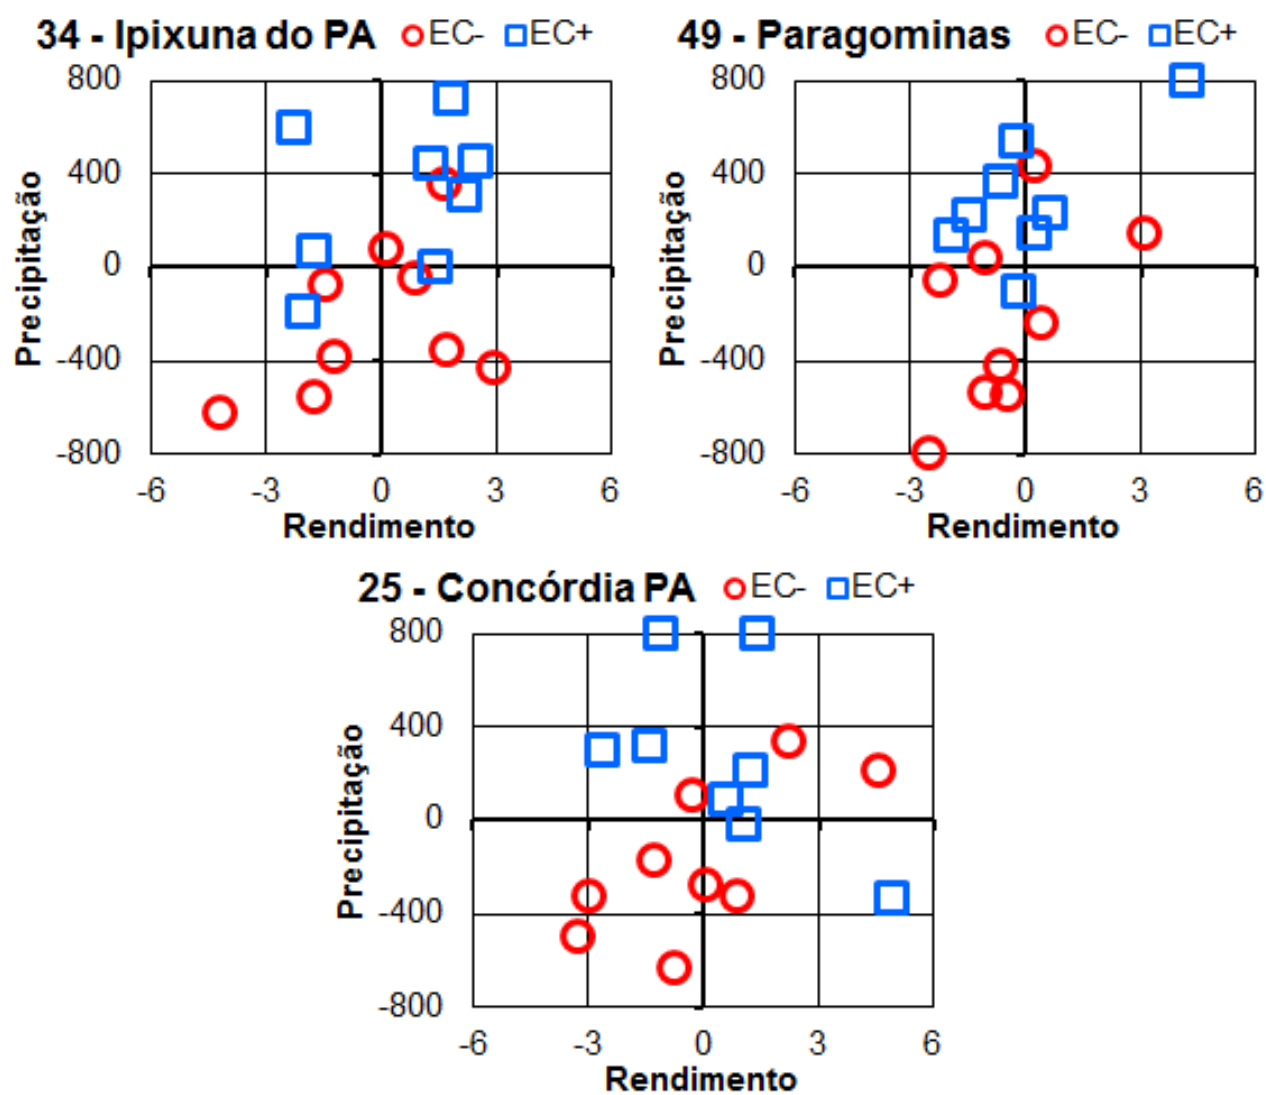 34 - Ipixuna do PA EC- EC+
800
400
0
-400
-800
Precipitação
-6 -3 0 3 6
Rendimento
49 - Paragominas EC- EC+
800
400
0
-400
-800
Precipitação
-6 -3 0 3 6
Rendimento
25 - Concórdia PA EC- EC+
800
400
0
-400
-800
Precipitação
-6 -3 0 3 6
Rendimento